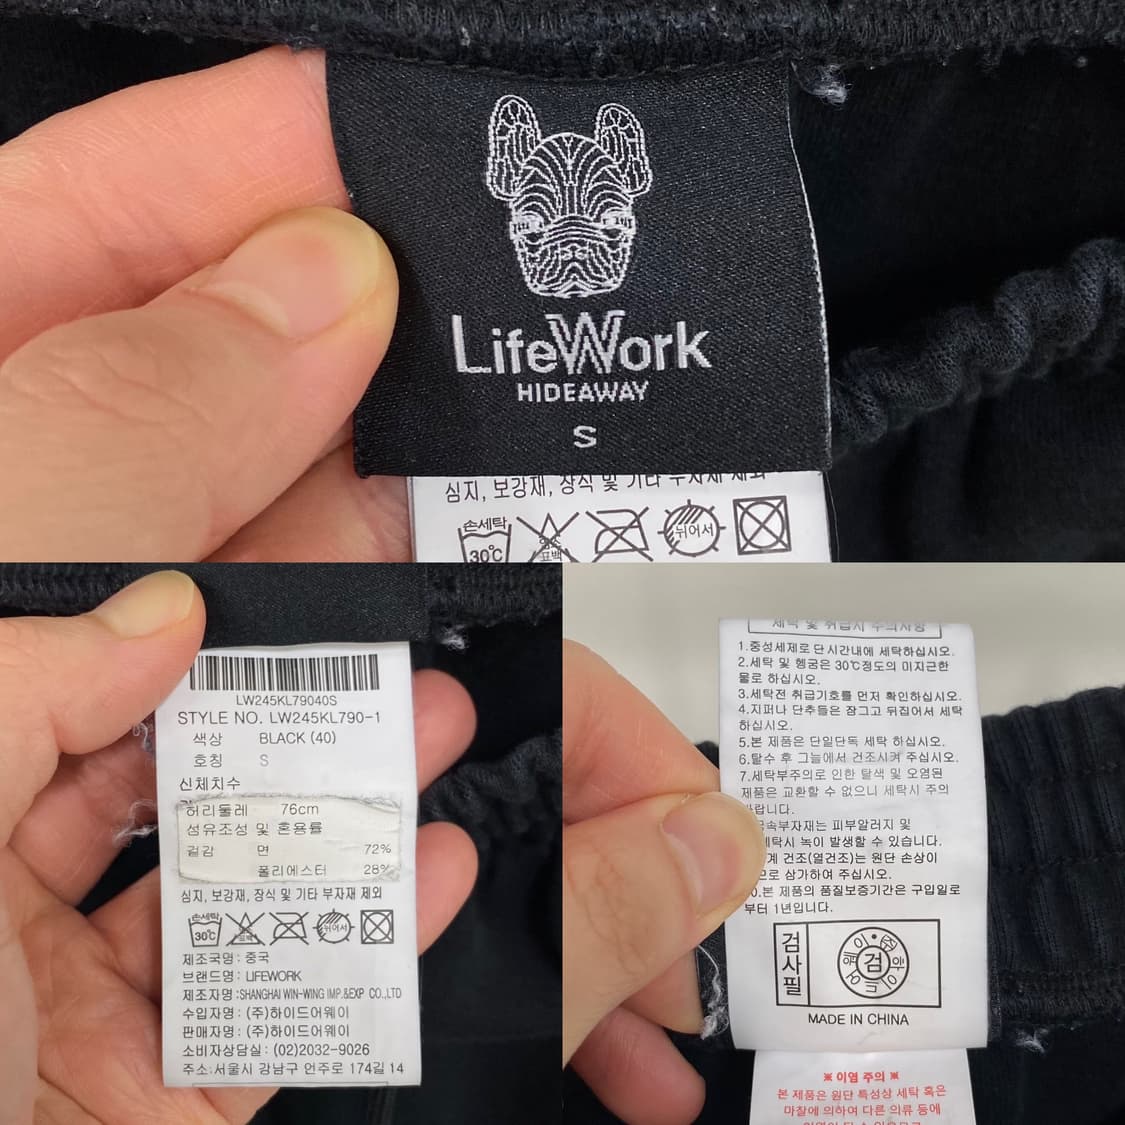 LifeWork
HIDEAWAY
S
심지, 보강재, 장식 및 기타 부자재 제외
손세탁
30℃
표백
뉘어서
LW245KL79040S
STYLE NO. LW245KL790-1
색상 BLACK (40)
호칭 S
신체치수
허리둘레 76cm
섬유조성 및 혼용률
겉감 면 72%
폴리에스터 28%
심지, 보강재, 장식 및 기타 부자재 제외
손세탁
30℃
표백
뉘어서
제조국명: 중국
브랜드명: LIFEWORK
제조자명:SHANGHAI WIN-WING IMP.&EXP CO.,LTD
수입자명: (주)하이드어웨이
판매자명: (주)하이드어웨이
소비자상담실: (02)2032-9026
주소:서울시 강남구 언주로 174길 14
세탁 및 취급시 주의사항
1.중성세제로 단시간내에 세탁하십시오.
2.세탁 및 헹굼은 30℃정도의 미지근한
물로 하십시오.
3.세탁전 취급기호를 먼저 확인하십시오.
4.지퍼나 단추들은 잠그고 뒤집어서 세탁
하십시오.
5.본 제품은 단일단독 세탁 하십시오.
6.탈수 후 그늘에서 건조시켜 주십시오.
7.세탁부주의로 인한 탈색 및 오염된
제품은 교환할 수 없으니 세탁시 주의
바랍니다.
금속부자재는 피부알러지 및
세탁시 녹이 발생할 수 있습니다.
건조(열건조)는 원단 손상이
므로 삼가하여 주십시오.
본 제품의 품질보증기간은 구입일로
부터 1년입니다.
검사필
검
MADE IN CHINA
※ 이염 주의 ※
본 제품은 원단 특성상 세탁 혹은
마찰에 의하여 다른 의류 등에